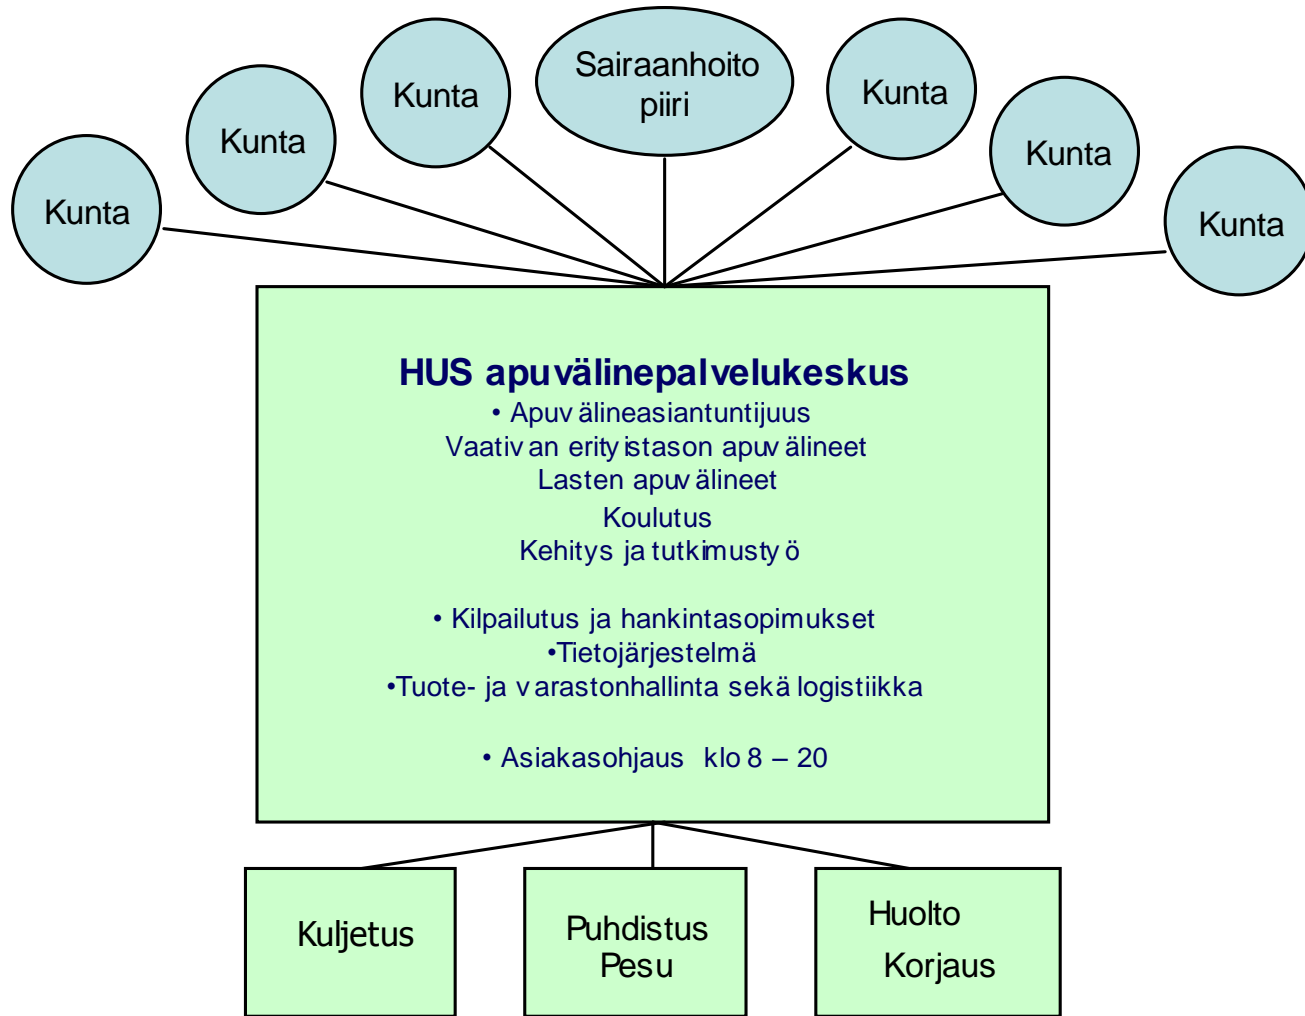 Kunta
Kunta
Kunta
Sairaanhoito
piiri
Kunta
Kunta
Kunta
HUS apuvälinepalvelukeskus
• Apuvälineasiantuntijuus
Vaativan erityistason apuvälineet
Lasten apuvälineet
Koulutus
Kehitys ja tutkimustyö
• Kilpailutus ja hankintasopimukset
•Tietojärjestelmä
•Tuote- ja varastonhallinta sekä logistiikka
• Asiakasohjaus klo 8 – 20
Kuljetus
Puhdistus
Pesu
Huolto
Korjaus